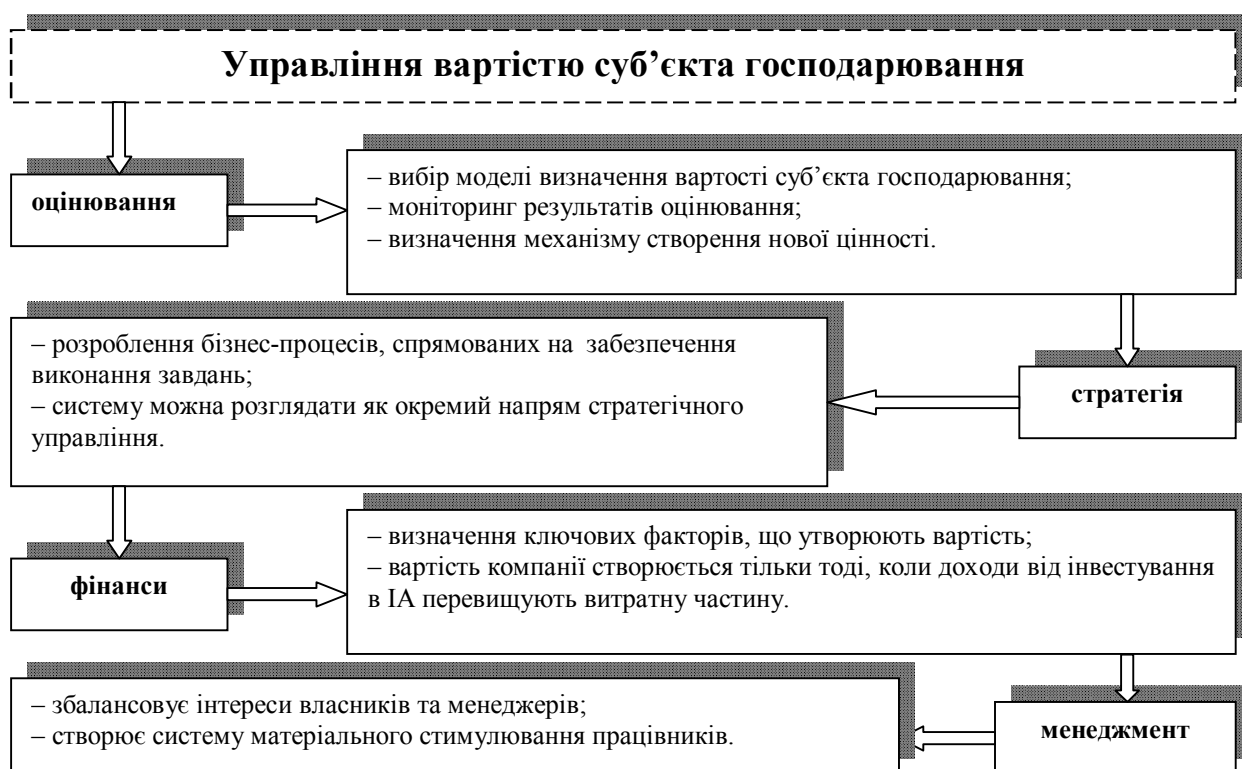 Управління вартістю суб’єкта господарювання
оцінювання
– вибір моделі визначення вартості суб’єкта господарювання;
– моніторинг результатів оцінювання;
– визначення механізму створення нової цінності.
стратегія
– розроблення бізнес-процесів, спрямованих на забезпечення
виконання завдань;
– систему можна розглядати як окремий напрям стратегічного
управління.
фінанси
– визначення ключових факторів, що утворюють вартість;
– вартість компанії створюється тільки тоді, коли доходи від інвестування
в ІА перевищують витратну частину.
менеджмент
– збалансовує інтереси власників та менеджерів;
– створює систему матеріального стимулювання працівників.